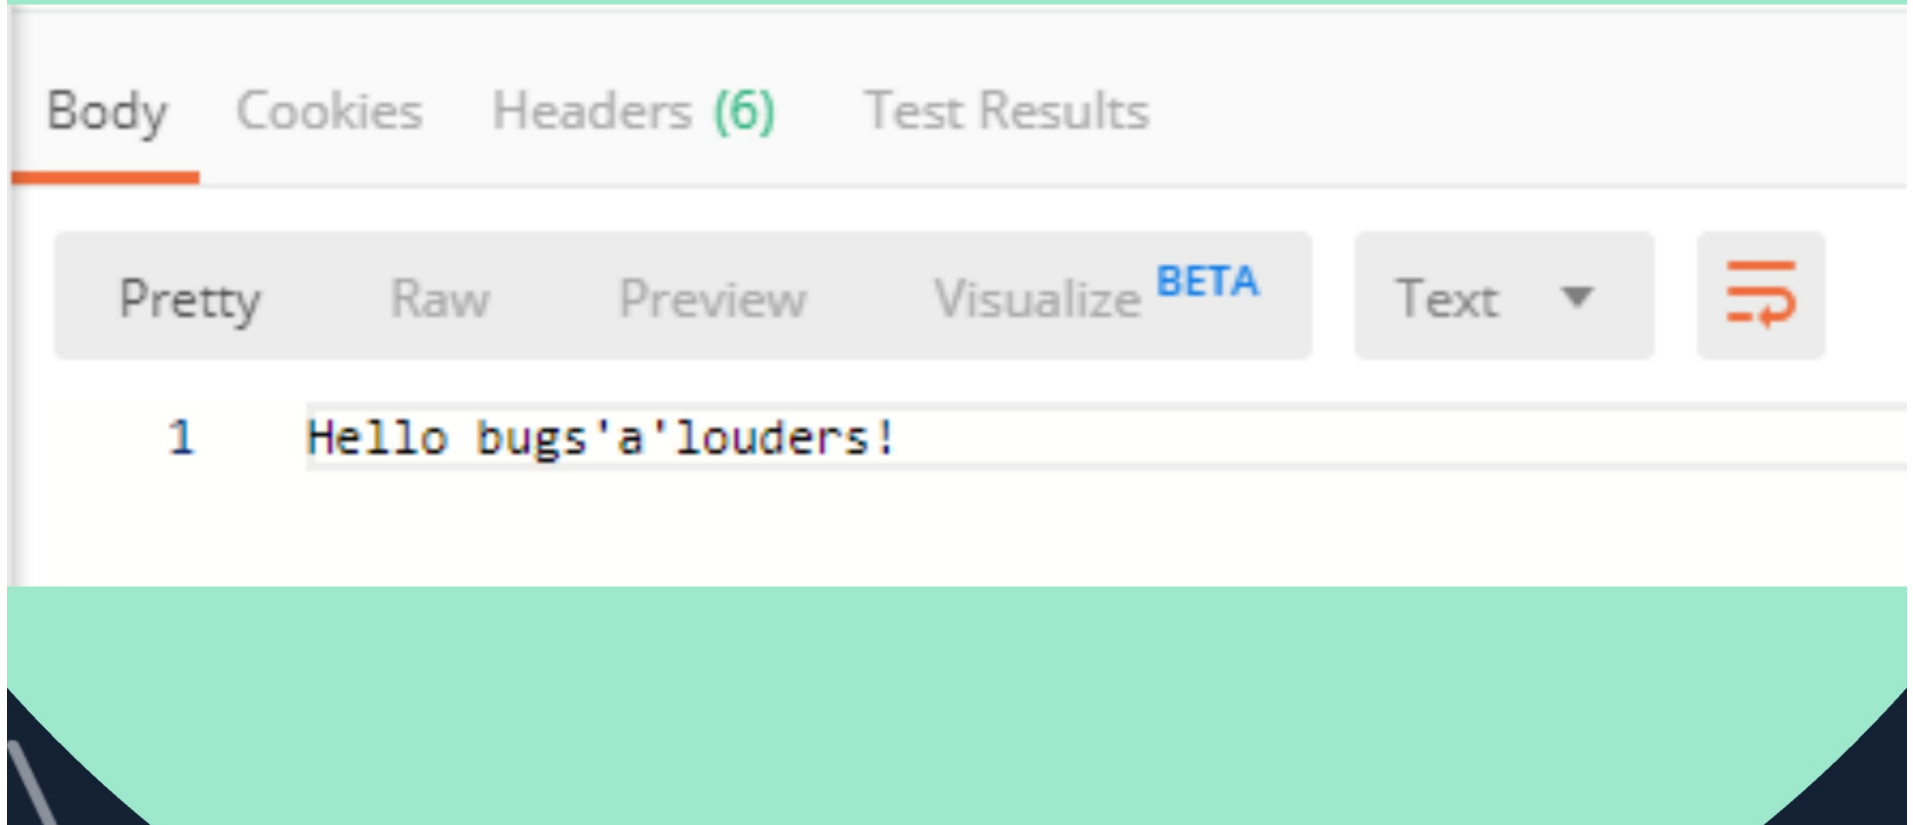 Body Cookies Headers (6) Test Results
Pretty Raw Preview Visualize BETA Text
1 Hello bugs'a'louders!